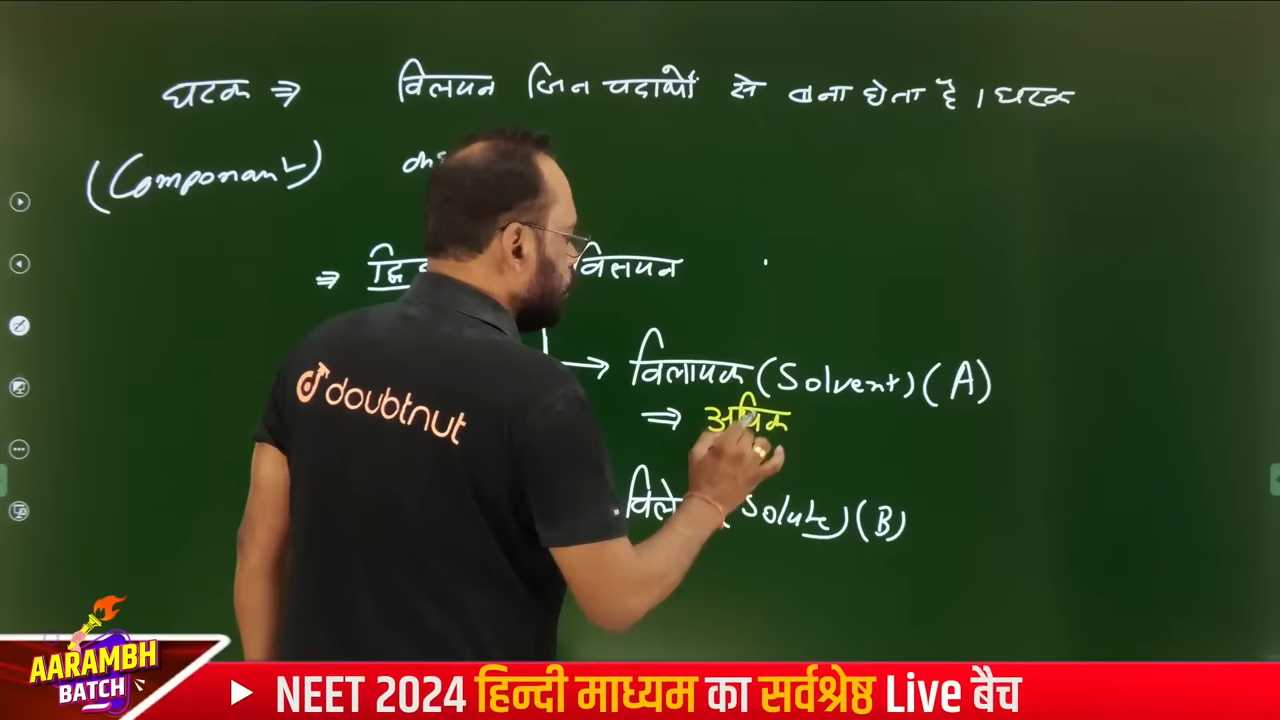 घटक ⇒ विलयन जिन पदार्थों से बना होता है। घटक
(Componant)
⇒ विलयन
→ विलायक (Solvent) (A)
⇒ अधिक
(Solute) (B)
doubtnut
AARAMBH
BATCH
NEET 2024 हिन्दी माध्यम का सर्वश्रेष्ठ Live बैच